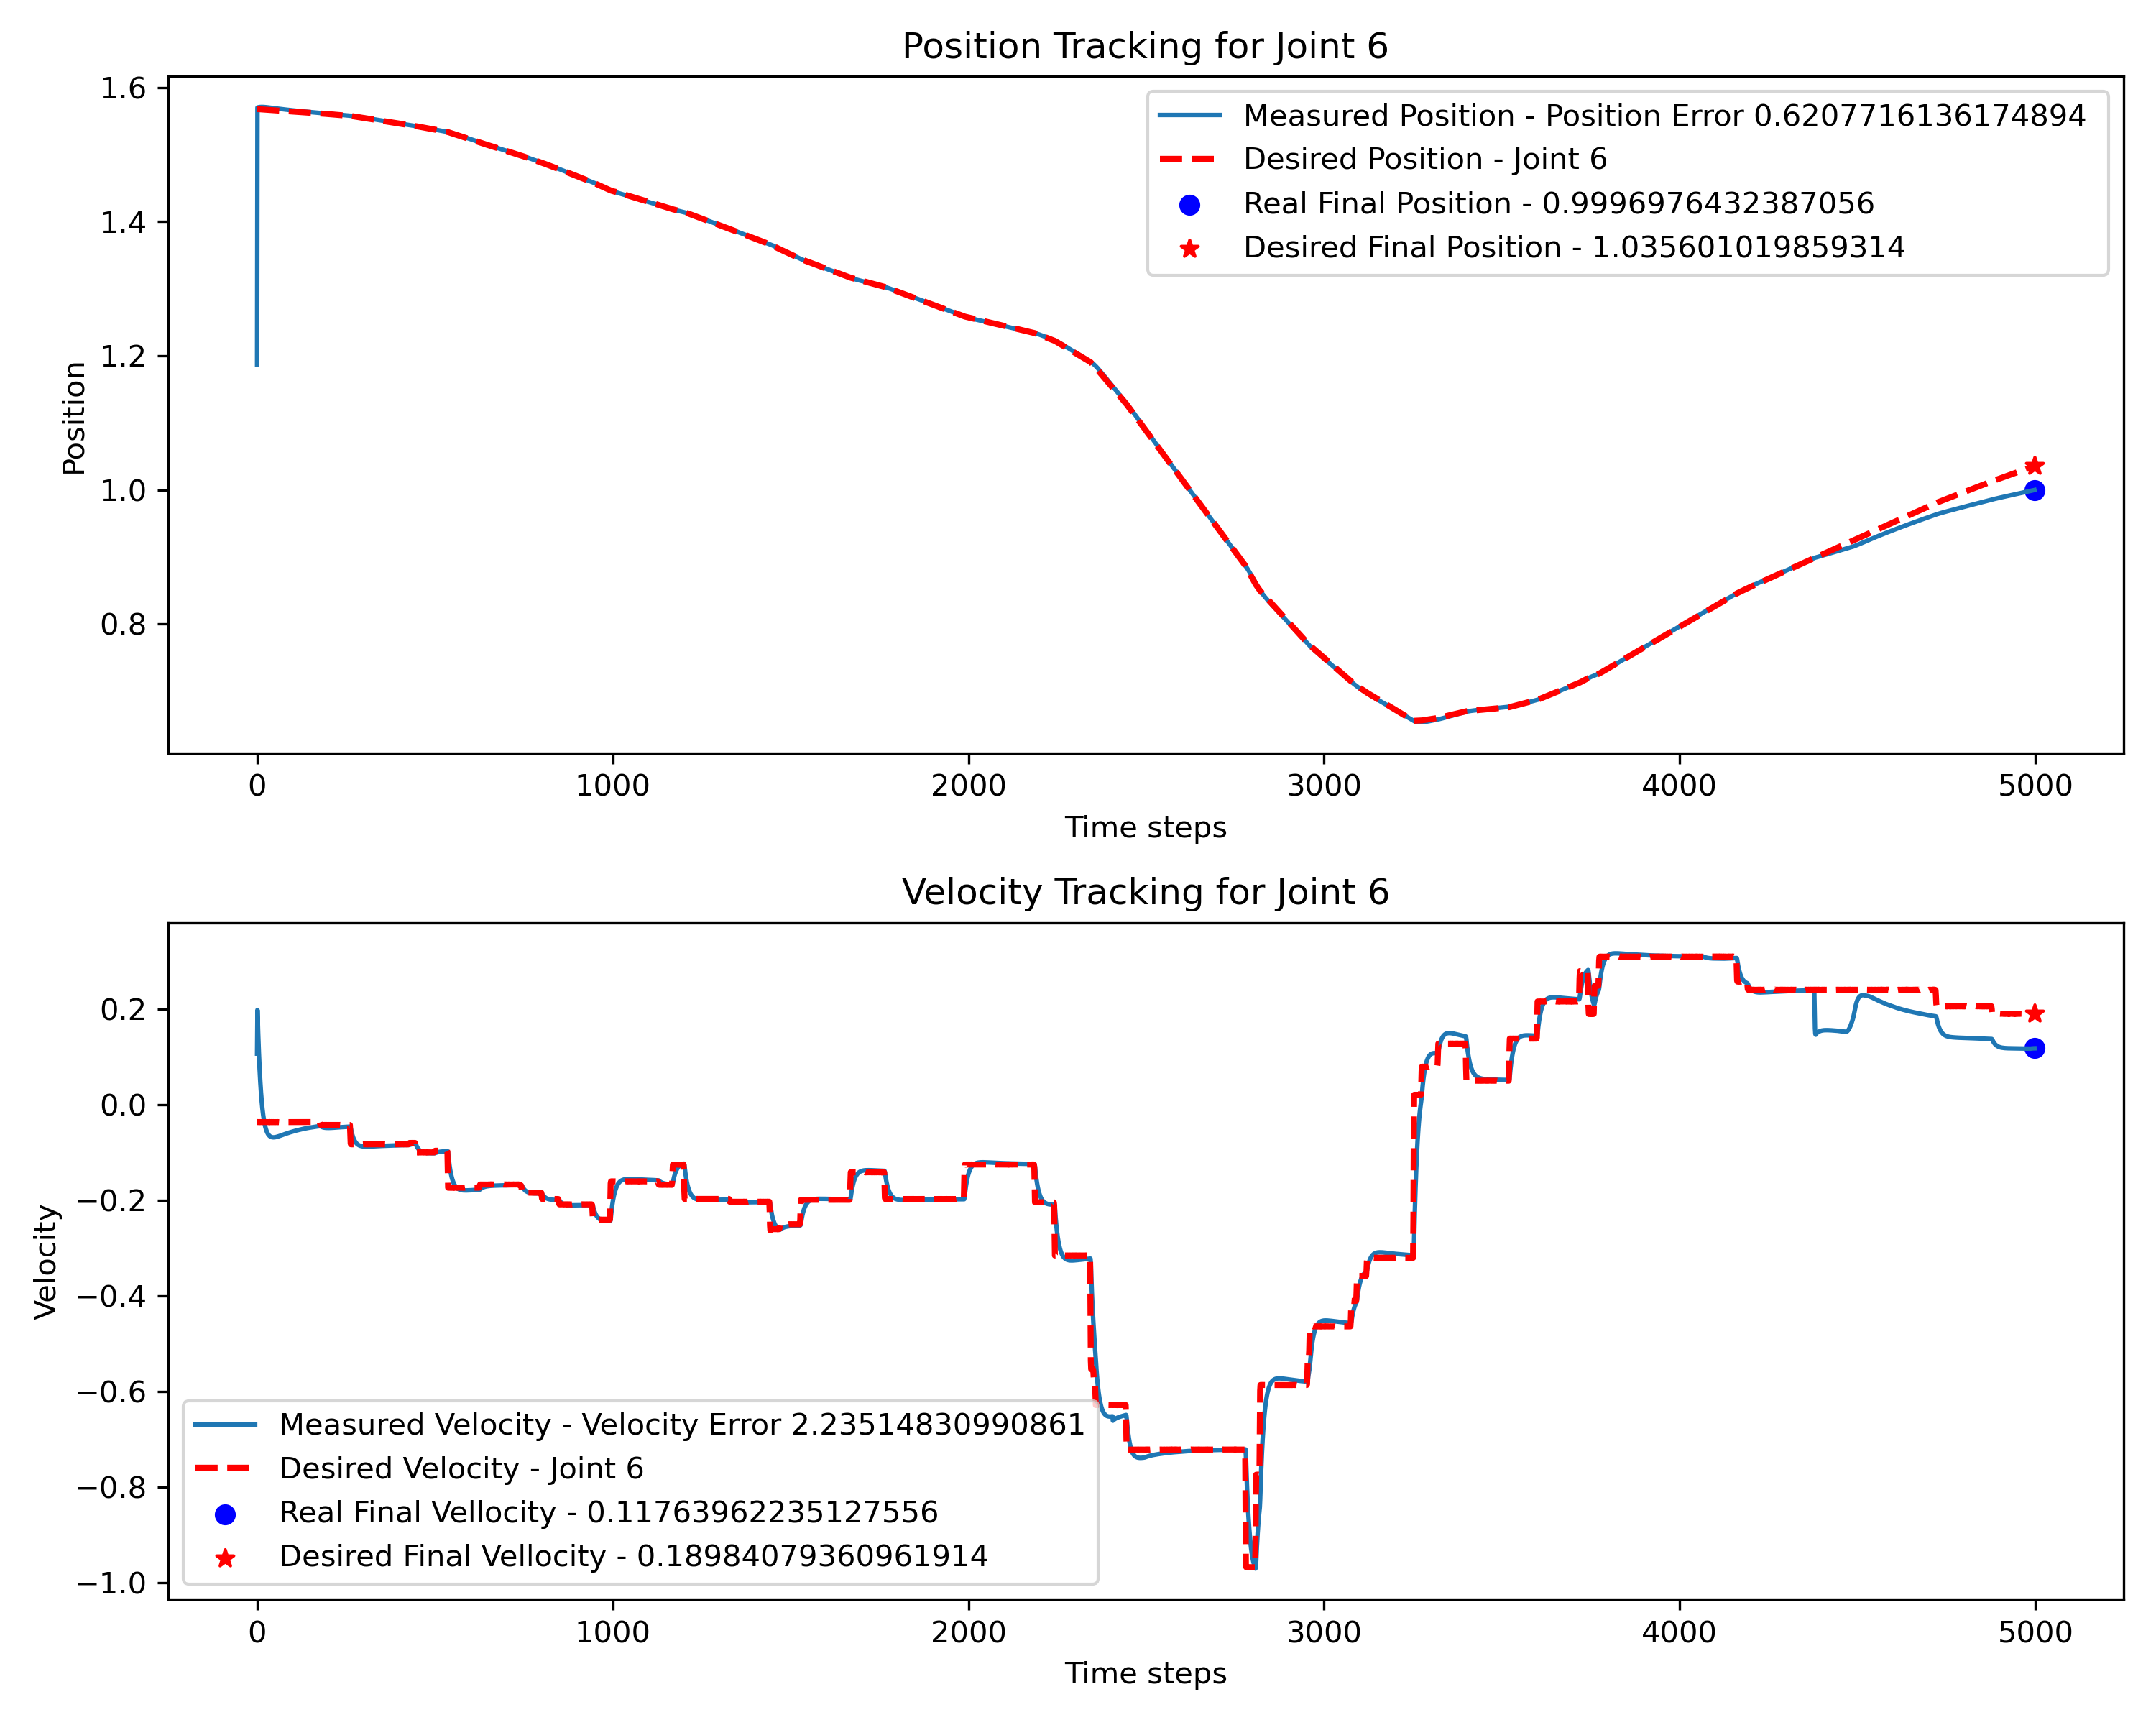 Position Tracking for Joint 6
1.6
1.4
1.2
1.0
0.8
Position
Measured Position - Position Error 0.6207716136174894
Desired Position - Joint 6
Real Final Position - 0.9996976432387056
Desired Final Position - 1.035601019859314
0 1000 2000 3000 4000 5000
Time steps
Velocity Tracking for Joint 6
0.2
0.0
−0.2
−0.4
−0.6
−0.8
−1.0
Velocity
Measured Velocity - Velocity Error 2.23514830990861
Desired Velocity - Joint 6
Real Final Vellocity - 0.11763962235127556
Desired Final Vellocity - 0.18984079360961914
0 1000 2000 3000 4000 5000
Time steps